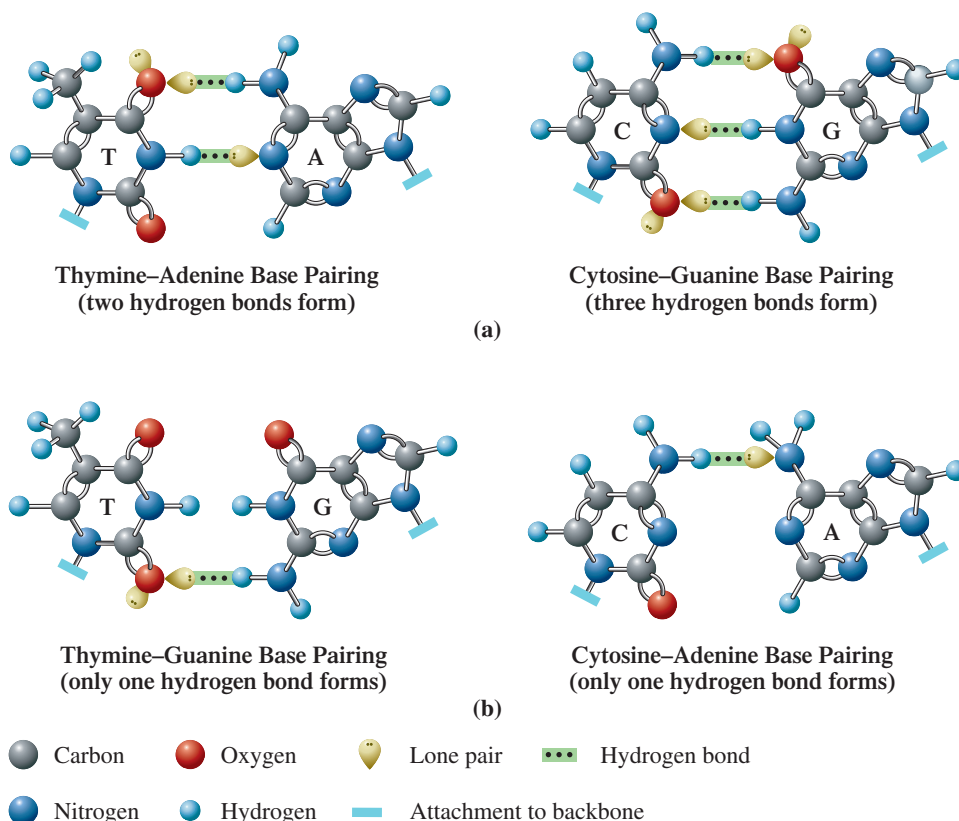 T
A
C
G
Thymine–Adenine Base Pairing
(two hydrogen bonds form)
Cytosine–Guanine Base Pairing
(three hydrogen bonds form)
(a)
T
G
C
A
Thymine–Guanine Base Pairing
(only one hydrogen bond forms)
Cytosine–Adenine Base Pairing
(only one hydrogen bond forms)
(b)
Carbon
Oxygen
Lone pair
Hydrogen bond
Nitrogen
Hydrogen
Attachment to backbone